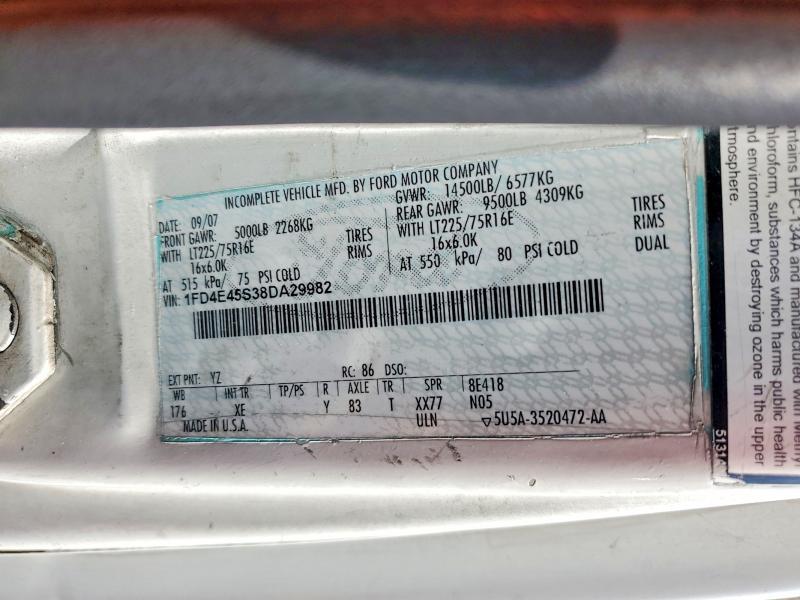 INCOMPLETE VEHICLE MFD. BY FORD MOTOR COMPANY
DATE: 09/07 GVWR: 14500LB/ 6577KG
FRONT GAWR: 5000LB 2268KG REAR GAWR: 9500LB 4309KG
WITH LT225/75R16E TIRES WITH LT225/75R16E TIRES
16x6.0K RIMS 16x6.0K RIMS
AT 515 kPa/ 75 PSI COLD AT 550 kPa/ 80 PSI COLD DUAL
VIN: 1FD4E45S38DA29982
EXT PNT: YZ RC: 86 DSO:
WB INT TR TP/PS R AXLE TR SPR 8E418
176 XE Y 83 T XX77 N05
MADE IN U.S.A. ULN ▽5U5A-3520472-AA
ntains HFC-134A and manufactured with Methyl
hloroform, substances which harms public health
nd environment by destroying ozone in the upper
tmosphere.